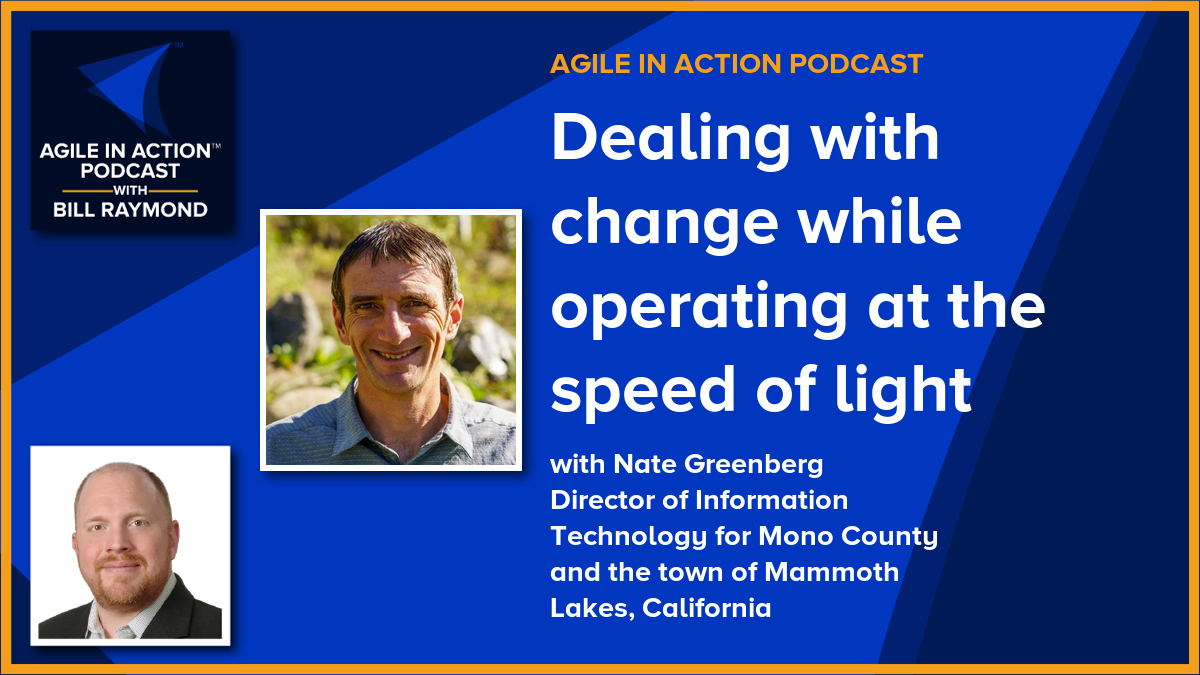 AGILE IN ACTION™
PODCAST
WITH
BILL RAYMOND
AGILE IN ACTION PODCAST
Dealing with
change while
operating at the
speed of light
with Nate Greenberg
Director of Information
Technology for Mono County
and the town of Mammoth
Lakes, California